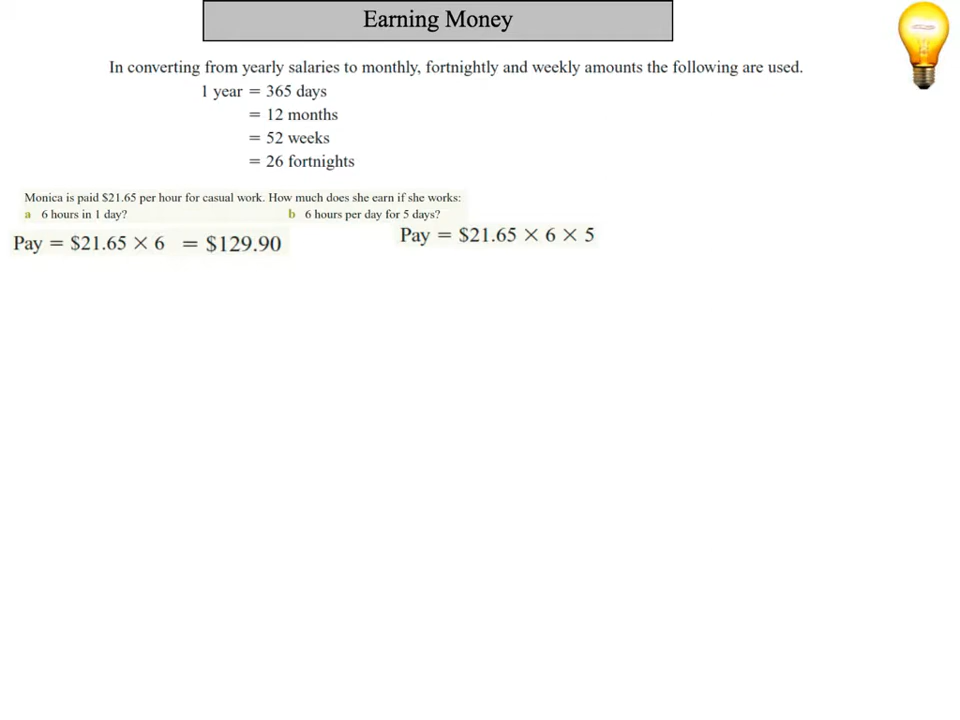 Earning Money
In converting from yearly salaries to monthly, fortnightly and weekly amounts the following are used.
1 year = 365 days
= 12 months
= 52 weeks
= 26 fortnights
Monica is paid $21.65 per hour for casual work. How much does she earn if she works:
a 6 hours in 1 day? b 6 hours per day for 5 days?
Pay = $21.65 × 6 = $129.90 Pay = $21.65 × 6 × 5